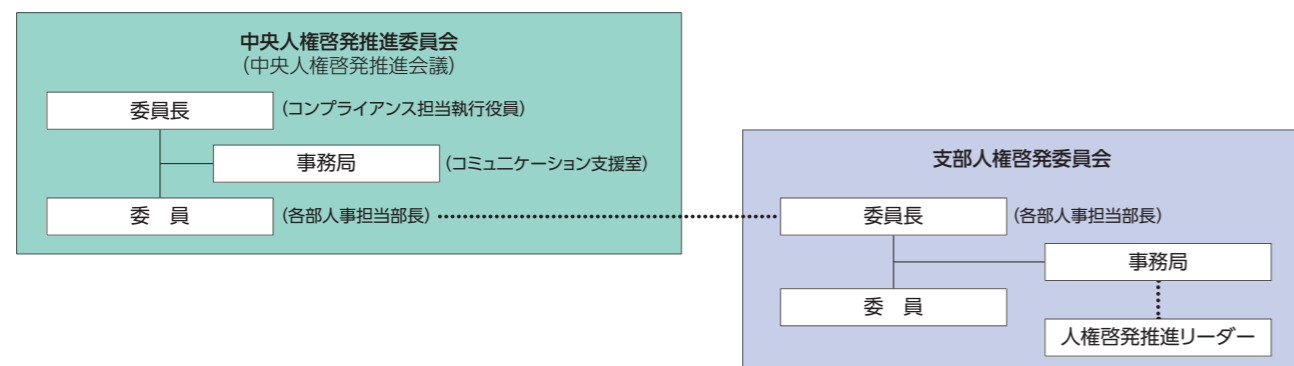 中央人権啓発推進委員会
(中央人権啓発推進会議)
委員長 (コンプライアンス担当執行役員)
事務局 (コミュニケーション支援室)
委 員 (各部人事担当部長)
支部人権啓発委員会
委員長 (各部人事担当部長)
事務局
委 員
人権啓発推進リーダー